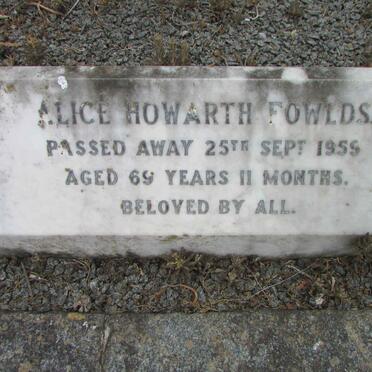 ALICE HOWARTH FOWLDS.
PASSED AWAY 25TH SEPT 1959
AGED 69 YEARS 11 MONTHS.
BELOVED BY ALL.